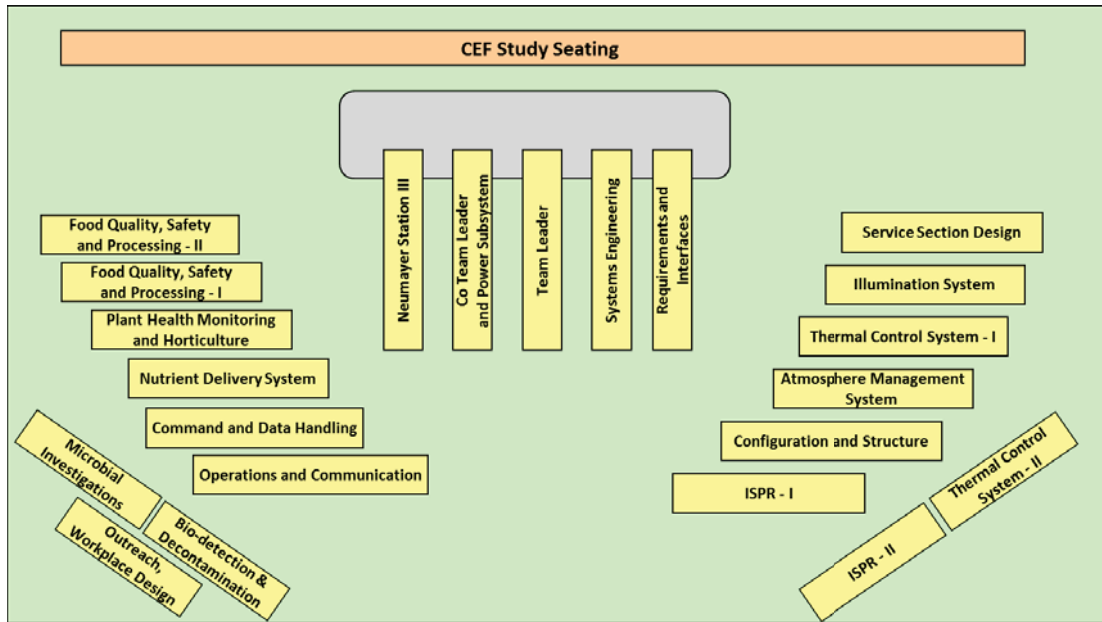 CEF Study Seating
Neumayer Station III
Co Team Leader
and Power Subsystem
Team Leader
Systems Engineering
Requirements and
Interfaces
Food Quality, Safety
and Processing - II
Food Quality, Safety
and Processing - I
Plant Health Monitoring
and Horticulture
Nutrient Delivery System
Command and Data Handling
Operations and Communication
Microbial
Investigations
Bio-detection &
Decontamination
Outreach,
Workplace Design
Service Section Design
Illumination System
Thermal Control System - I
Atmosphere Management
System
Configuration and Structure
ISPR - I
Thermal Control
System - II
ISPR - II